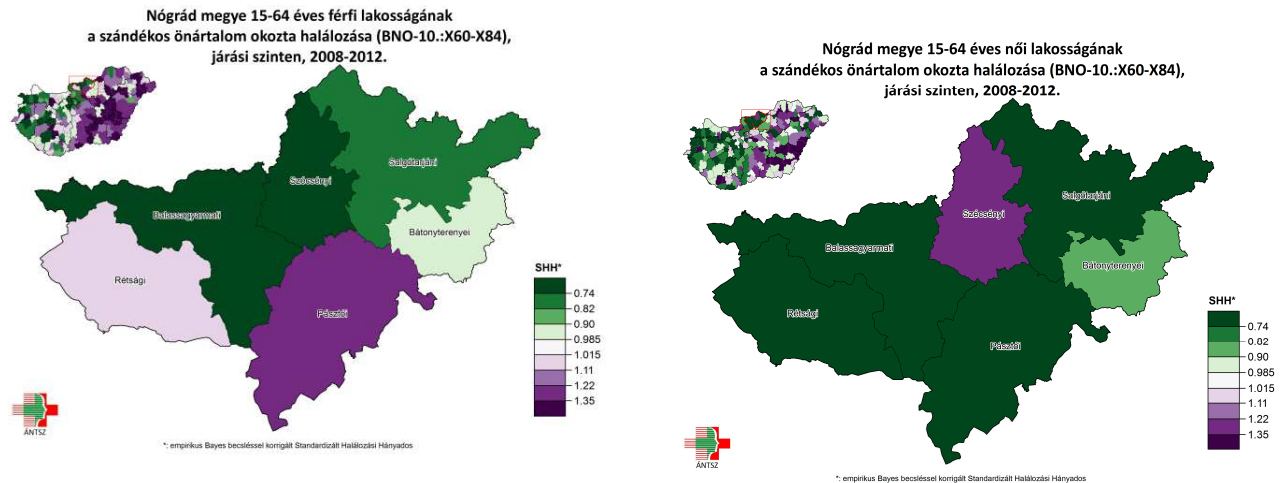 Nógrád megye 15-64 éves férfi lakosságának
a szándékos önártalom okozta halálozása (BNO-10.:X60-X84),
járási szinten, 2008-2012.
Salgótarjáni
Szécsényi
Balassagyarmati
Bátonyterenyei
Rétsági
Pásztói
SHH*
0.74
0.82
0.90
0.985
1.015
1.11
1.22
1.35
ÁNTSZ
*: empirikus Bayes becsléssel korrigált Standardizált Halálozási Hányados
Nógrád megye 15-64 éves női lakosságának
a szándékos önártalom okozta halálozása (BNO-10.:X60-X84),
járási szinten, 2008-2012.
Salgótarjáni
Szécsényi
Balassagyarmati
Bátonyterenyei
Rétsági
Pásztói
SHH*
0.74
0.02
0.90
0.985
1.015
1.11
1.22
1.35
ÁNTSZ
*: empirikus Bayes becsléssel korrigált Standardizált Halálozási Hányados